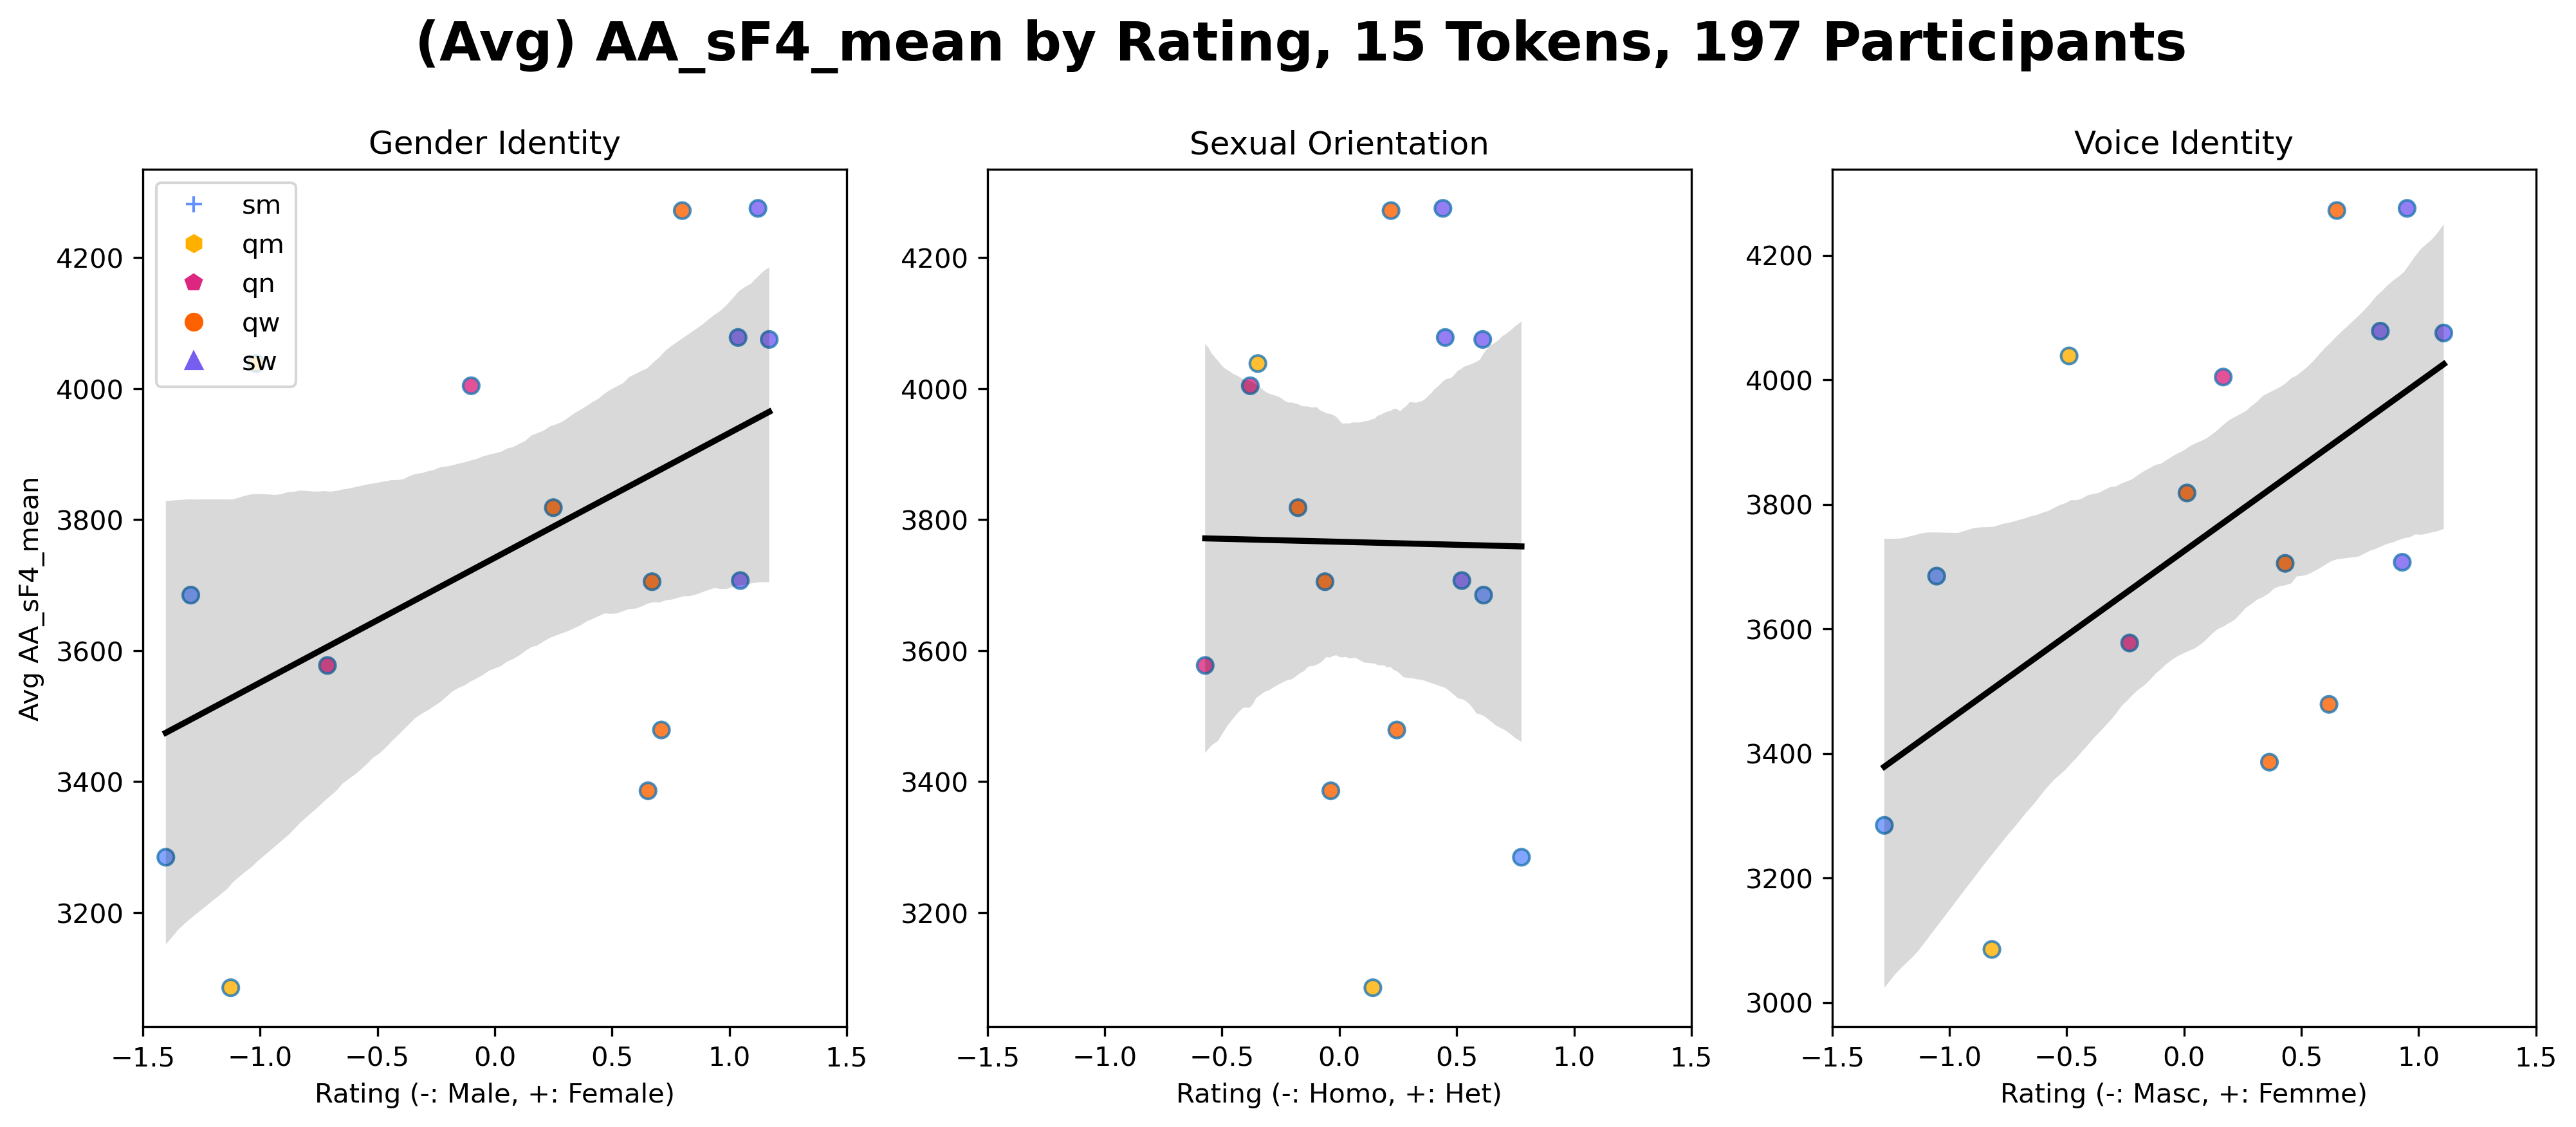 (Avg) AA_sF4_mean by Rating, 15 Tokens, 197 Participants
Gender Identity
sm
qm
qn
qw
sw
Avg AA_sF4_mean
4200
4000
3800
3600
3400
3200
−1.5 −1.0 −0.5 0.0 0.5 1.0 1.5
Rating (-: Male, +: Female)
Sexual Orientation
4200
4000
3800
3600
3400
3200
−1.5 −1.0 −0.5 0.0 0.5 1.0 1.5
Rating (-: Homo, +: Het)
Voice Identity
4200
4000
3800
3600
3400
3200
3000
−1.5 −1.0 −0.5 0.0 0.5 1.0 1.5
Rating (-: Masc, +: Femme)